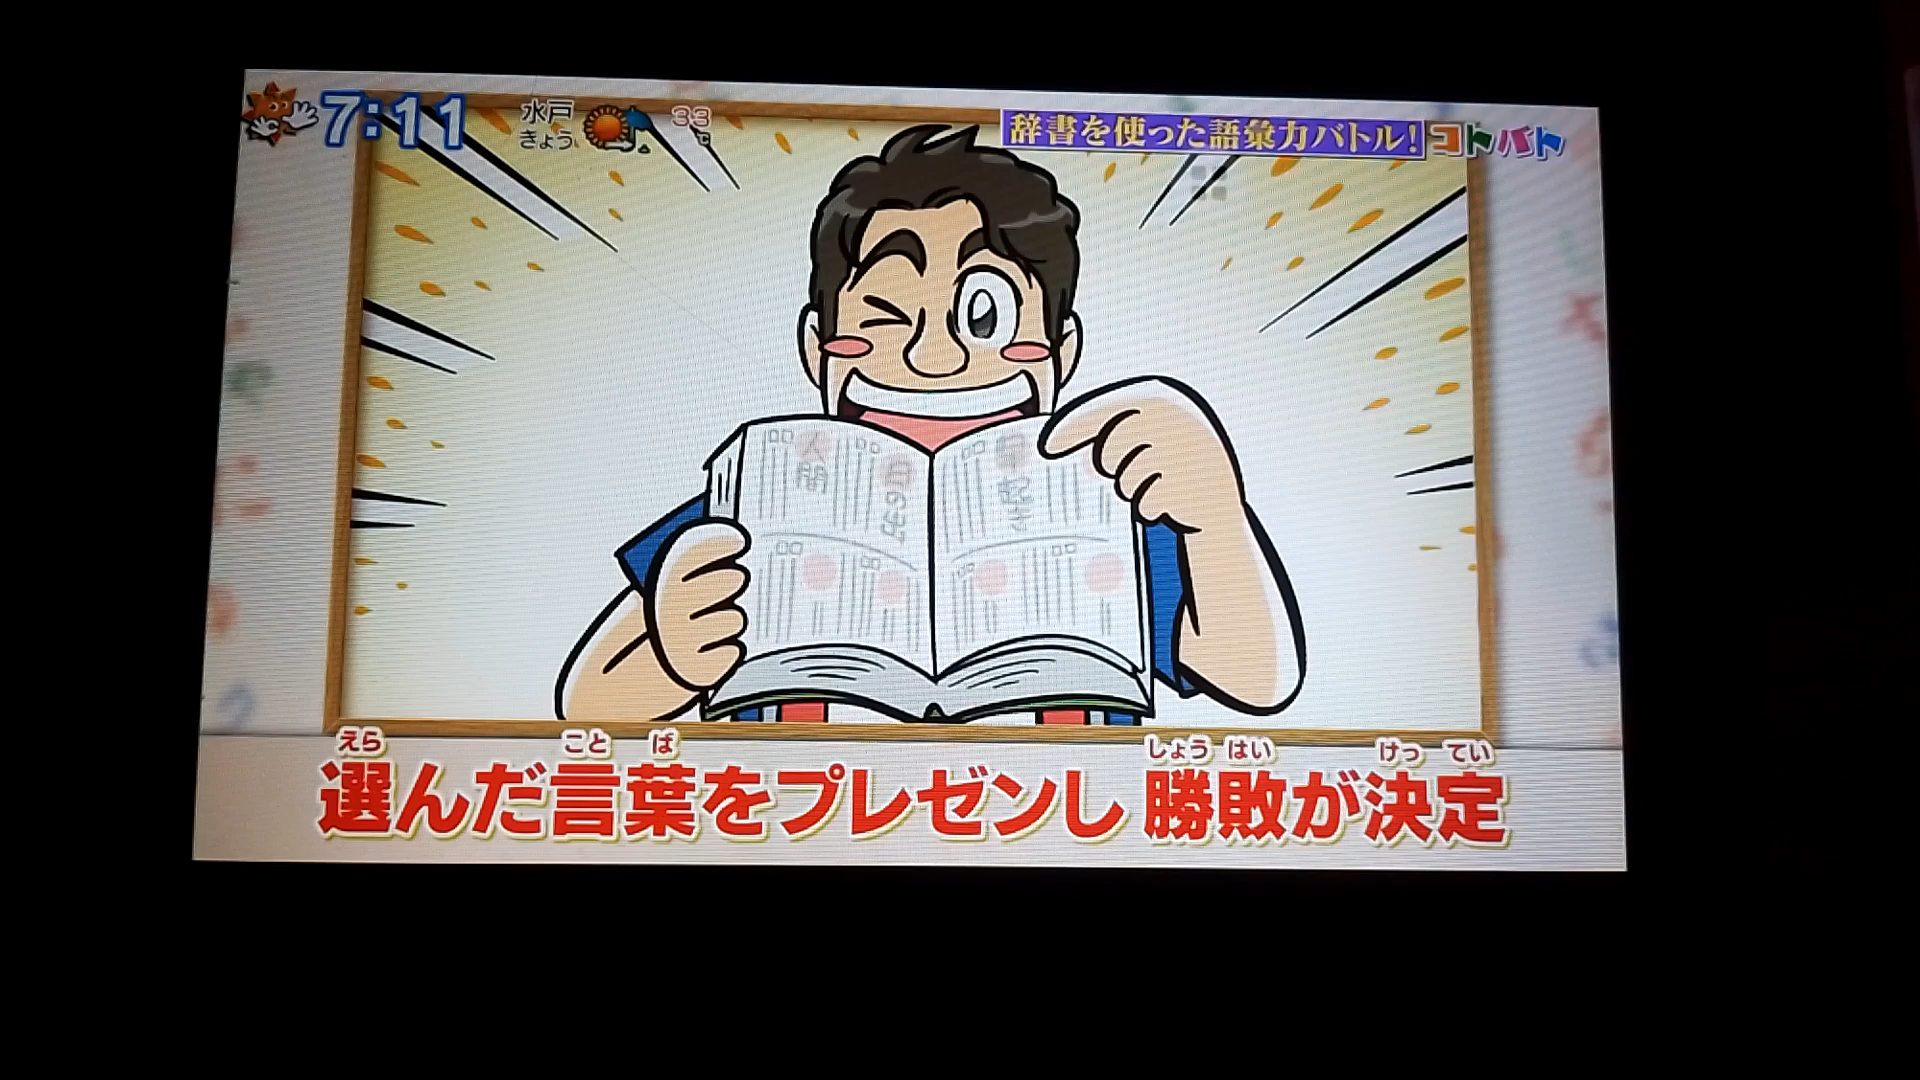 7:11
水戸
きょう
33
℃
辞書を使った語彙力バトル!
コトバト
人間
日の出
早起き
えら こと ば しょう はい けっ てい
選んだ言葉をプレゼンし 勝敗が決定